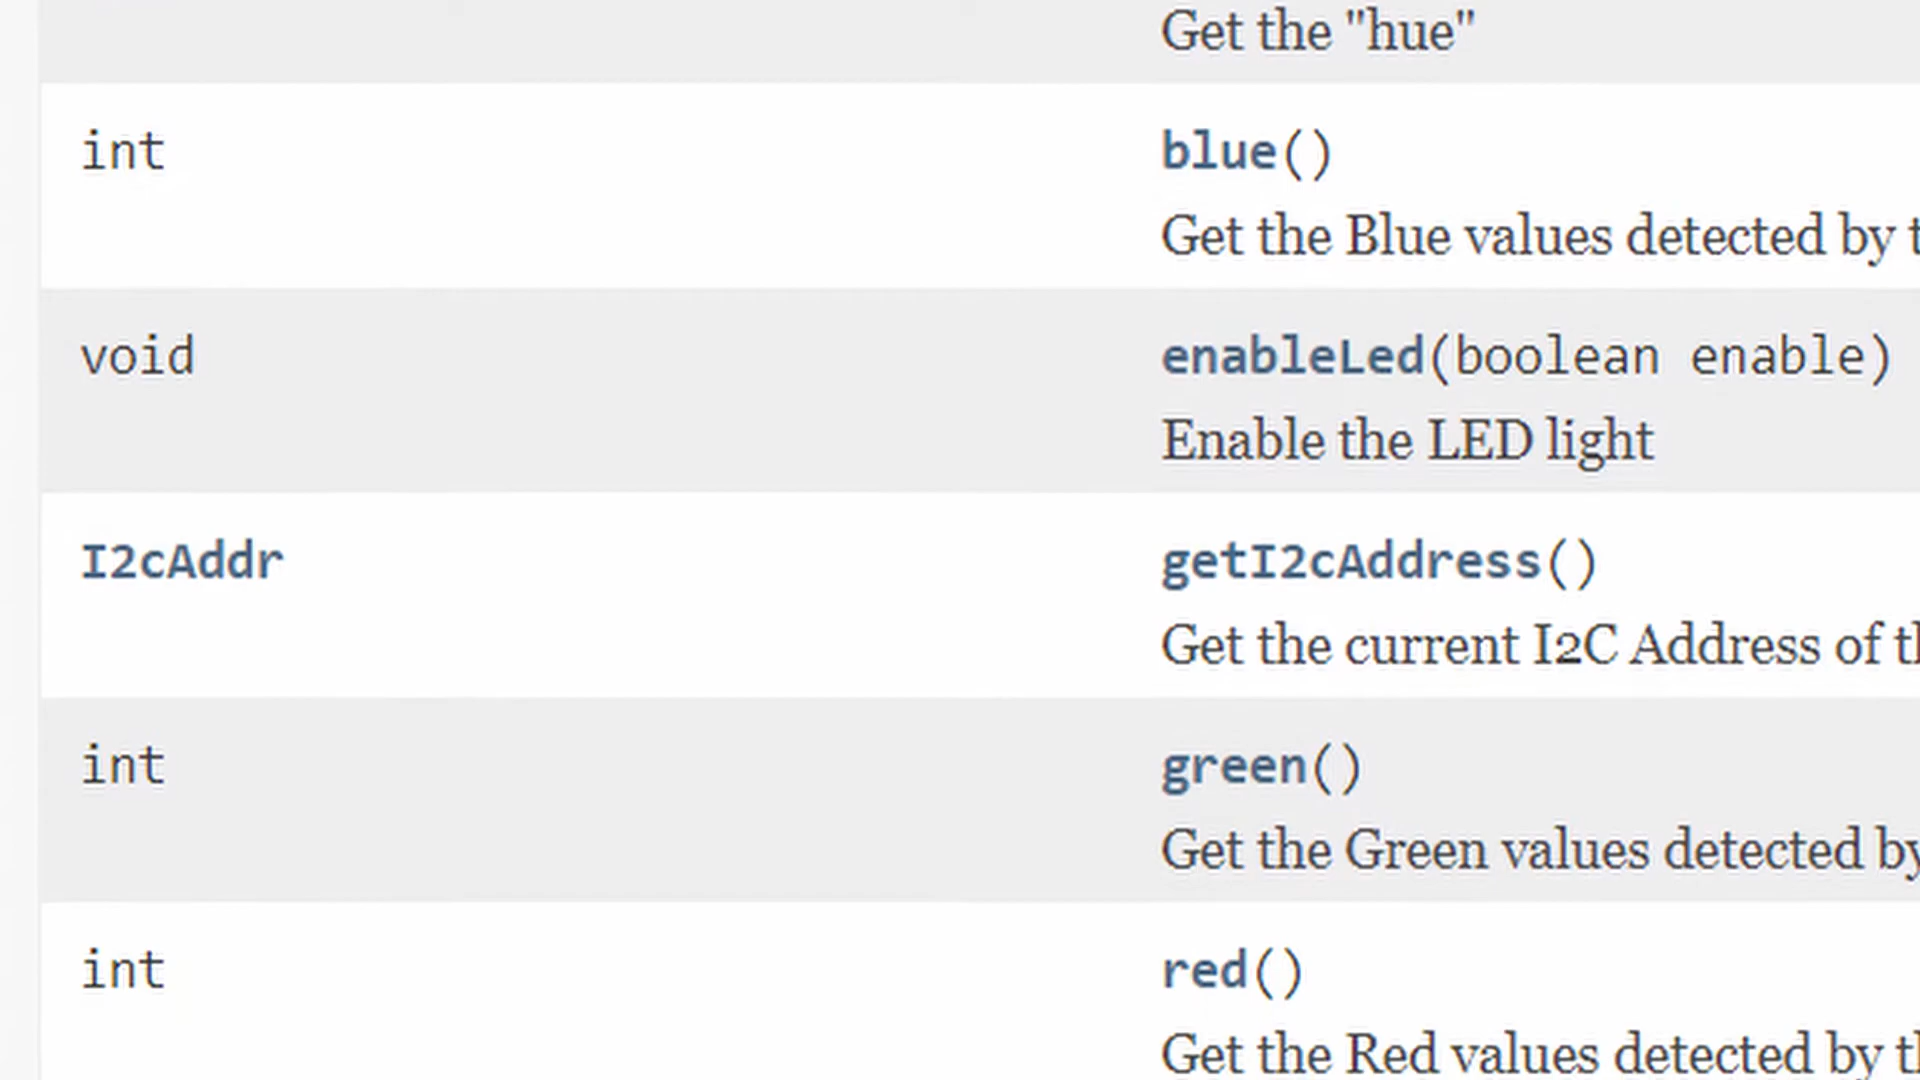 Get the "hue"
int
blue()
Get the Blue values detected by
void
enableLed(boolean enable)
Enable the LED light
I2cAddr
getI2cAddress()
Get the current I2C Address of
int
green()
Get the Green values detected by
int
red()
Get the Red values detected by